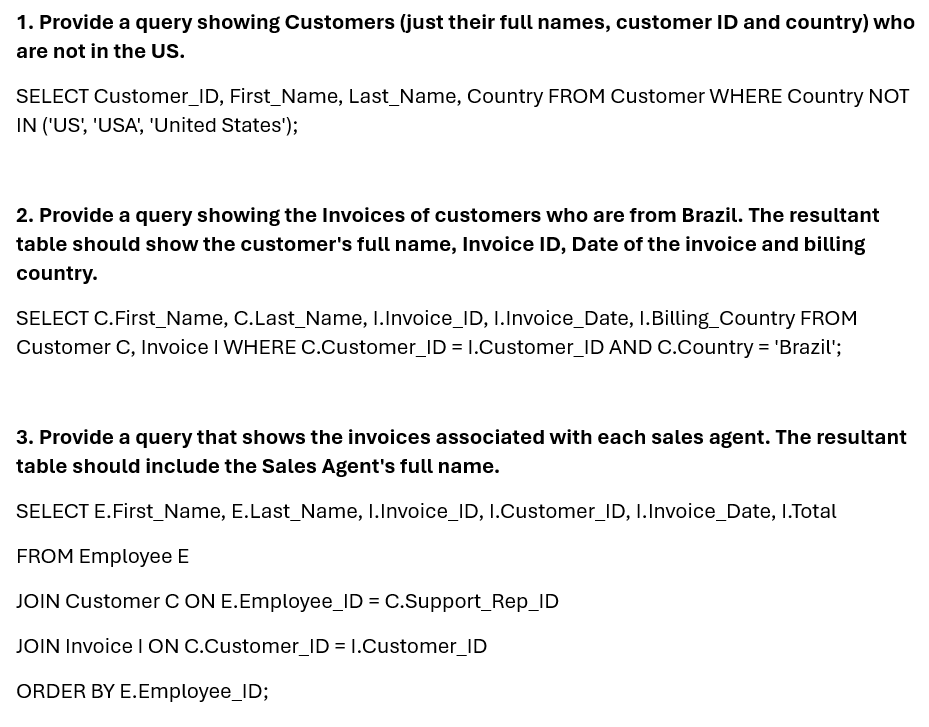 1. Provide a query showing Customers (just their full names, customer ID and country) who
are not in the US.
SELECT Customer_ID, First_Name, Last_Name, Country FROM Customer WHERE Country NOT
IN ('US', 'USA', 'United States');
2. Provide a query showing the Invoices of customers who are from Brazil. The resultant
table should show the customer's full name, Invoice ID, Date of the invoice and billing
country.
SELECT C.First_Name, C.Last_Name, I.Invoice_ID, I.Invoice_Date, I.Billing_Country FROM
Customer C, Invoice I WHERE C.Customer_ID = I.Customer_ID AND C.Country = 'Brazil';
3. Provide a query that shows the invoices associated with each sales agent. The resultant
table should include the Sales Agent's full name.
SELECT E.First_Name, E.Last_Name, I.Invoice_ID, I.Customer_ID, I.Invoice_Date, I.Total
FROM Employee E
JOIN Customer C ON E.Employee_ID = C.Support_Rep_ID
JOIN Invoice I ON C.Customer_ID = I.Customer_ID
ORDER BY E.Employee_ID;